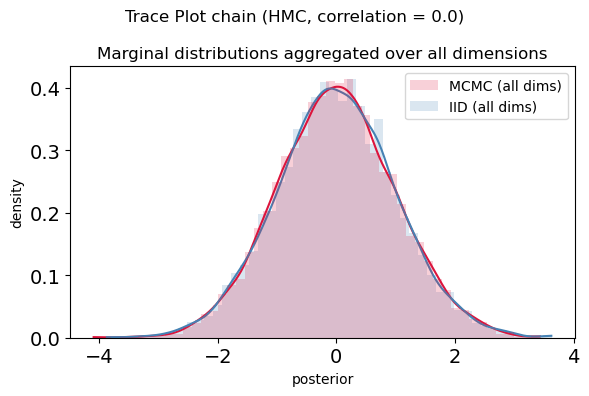 Trace Plot chain (HMC, correlation = 0.0)
Marginal distributions aggregated over all dimensions
MCMC (all dims)
IID (all dims)
density
0.4
0.3
0.2
0.1
0.0
−4
−2
0
2
4
posterior